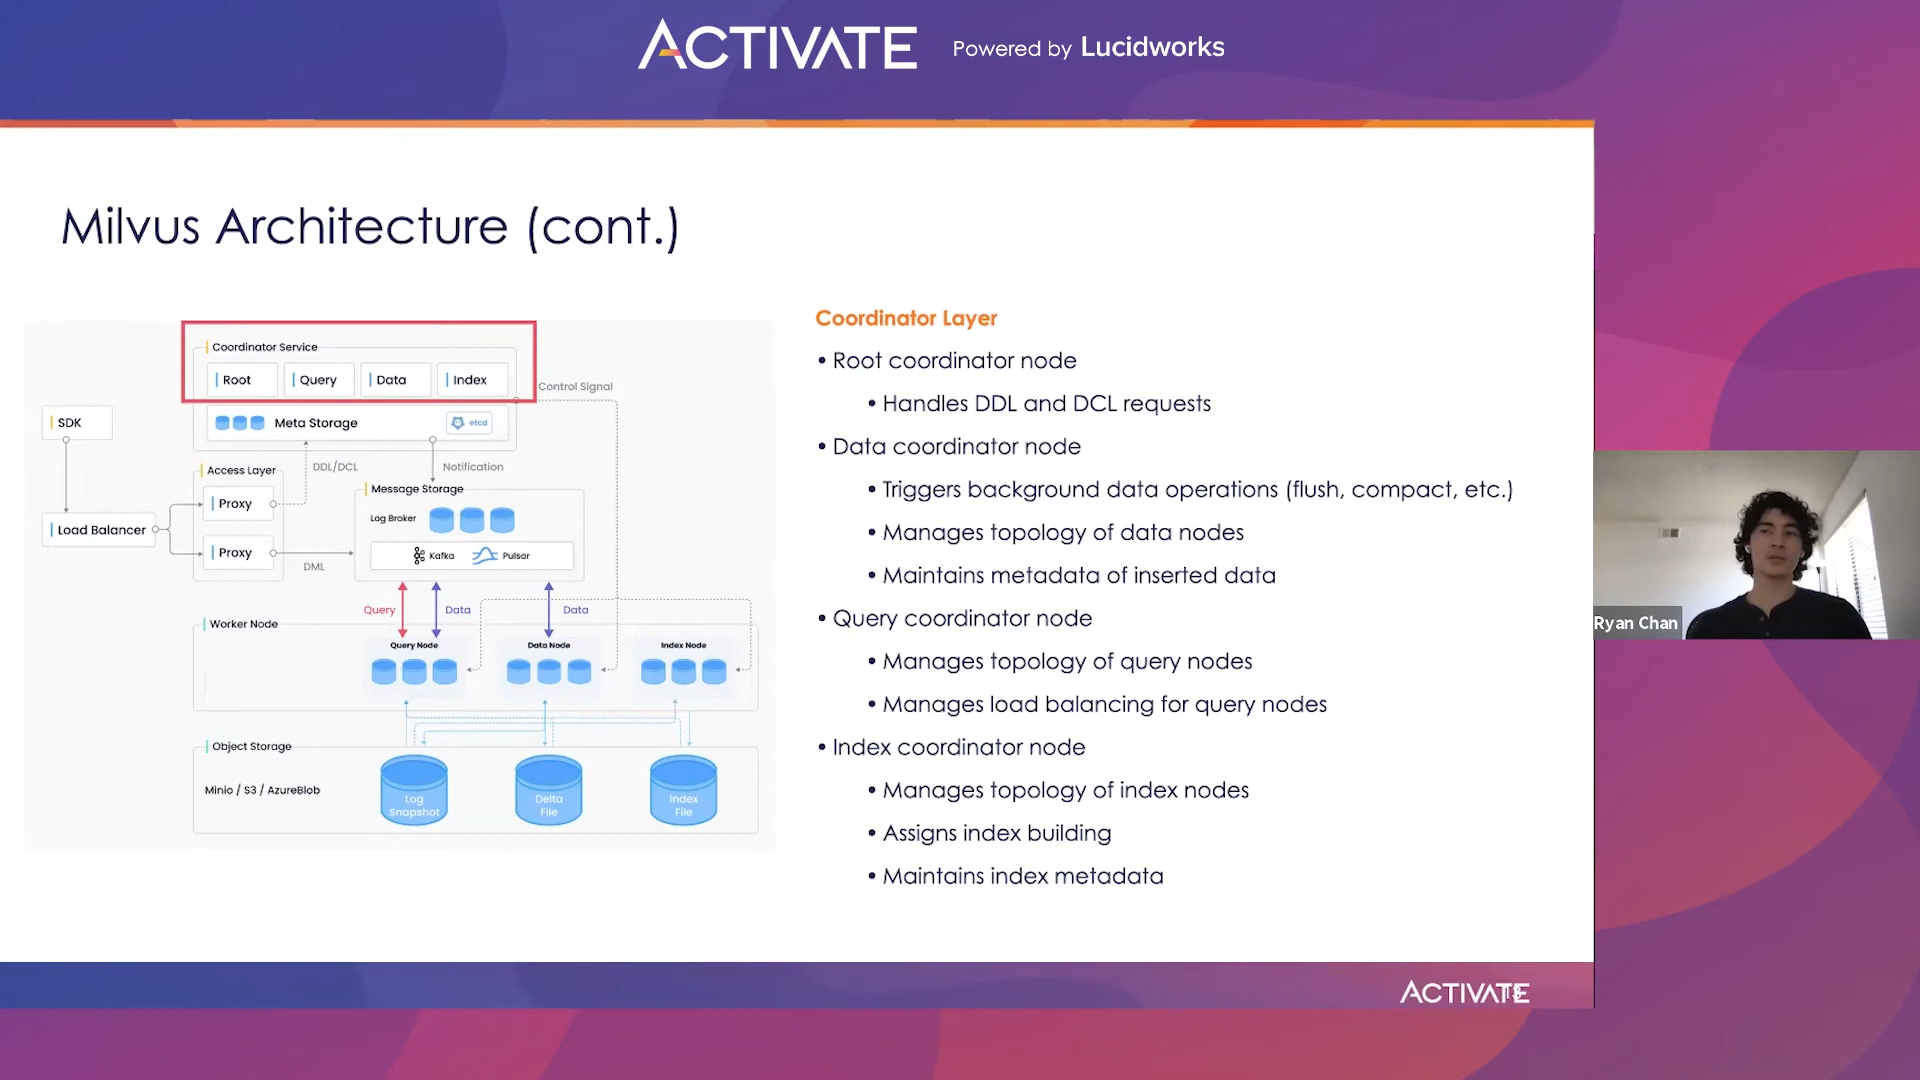 ACTIVATE Powered by Lucidworks
Milvus Architecture (cont.)
Coordinator Service
Root Query Data Index
Control Signal
Meta Storage etcd
SDK
Access Layer
DDL/DCL
Notification
Message Storage
Proxy
Log Broker
Load Balancer
Proxy
Kafka Pulsar
DML
Query Data Data
Worker Node
Query Node Data Node Index Node
Object Storage
Minio / S3 / AzureBlob
Log
Snapshot
Delta
File
Index
File
Coordinator Layer
• Root coordinator node
• Handles DDL and DCL requests
• Data coordinator node
• Triggers background data operations (flush, compact, etc.)
• Manages topology of data nodes
• Maintains metadata of inserted data
• Query coordinator node
• Manages topology of query nodes
• Manages load balancing for query nodes
• Index coordinator node
• Manages topology of index nodes
• Assigns index building
• Maintains index metadata
Ryan Chan
ACTIVATE